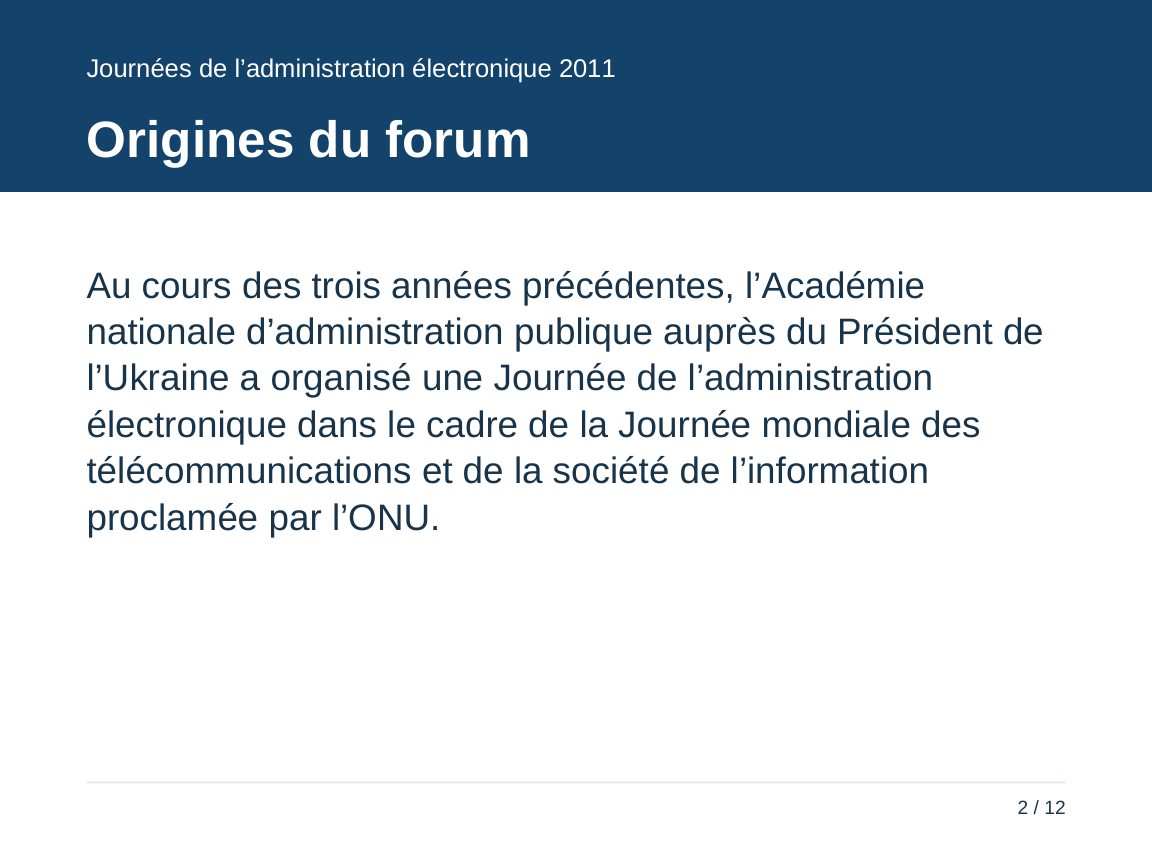 Journées de l’administration électronique 2011
Origines du forum
Au cours des trois années précédentes, l’Académie
nationale d’administration publique auprès du Président de
l’Ukraine a organisé une Journée de l’administration
électronique dans le cadre de la Journée mondiale des
télécommunications et de la société de l’information
proclamée par l’ONU.
2 / 12